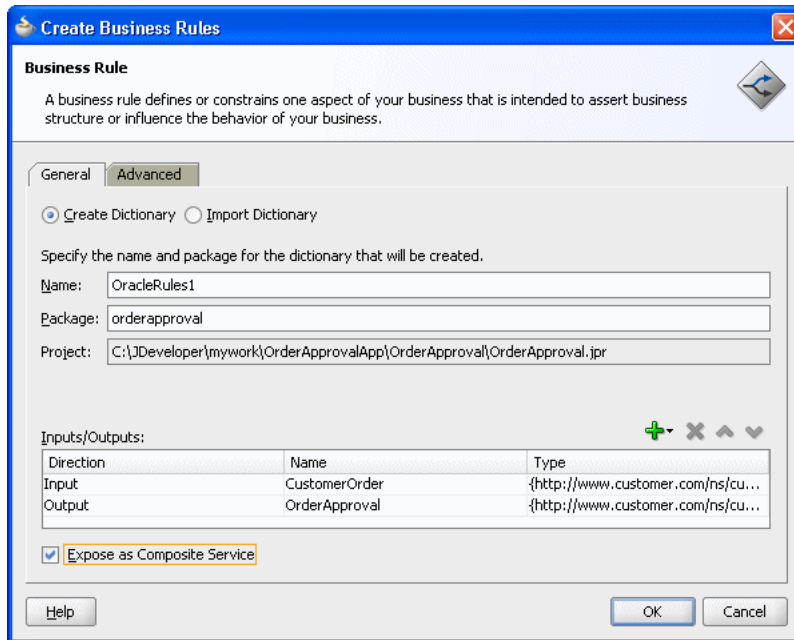 Create Business Rules
Business Rule
A business rule defines or constrains one aspect of your business that is intended to assert business
structure or influence the behavior of your business.
General Advanced
Create Dictionary Import Dictionary
Specify the name and package for the dictionary that will be created.
Name: OracleRules1
Package: orderapproval
Project: C:\JDeveloper\mywork\OrderApprovalApp\OrderApproval\OrderApproval.jpr
Inputs/Outputs:
Direction Name Type
Input CustomerOrder {http://www.customer.com/ns/cu...
Output OrderApproval {http://www.customer.com/ns/cu...
Expose as Composite Service
Help OK Cancel